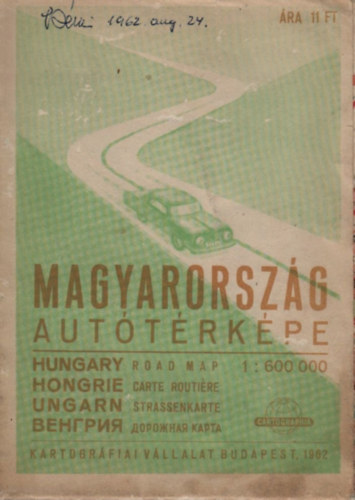 1962 aug. 24.
ÁRA 11 FT
MAGYARORSZÁG
AUTÓTÉRKÉPE
HUNGARY ROAD MAP 1:600 000
HONGRIE CARTE ROUTIÈRE
UNGARN STRASSENKARTE
ВЕНГРИЯ ДОРОЖНАЯ КАРТА
CARTOGRAPHIA
KARTOGRÁFIAI VÁLLALAT BUDAPEST, 1962